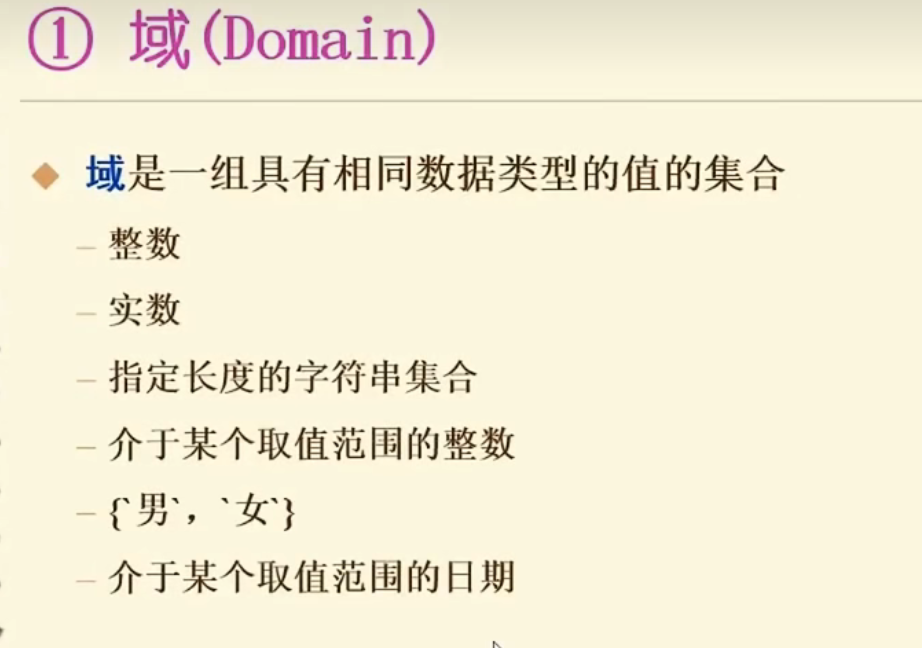 ① 域(Domain)
◆ 域是一组具有相同数据类型的值的集合
– 整数
– 实数
– 指定长度的字符串集合
– 介于某个取值范围的整数
– {`男`，`女`}
– 介于某个取值范围的日期